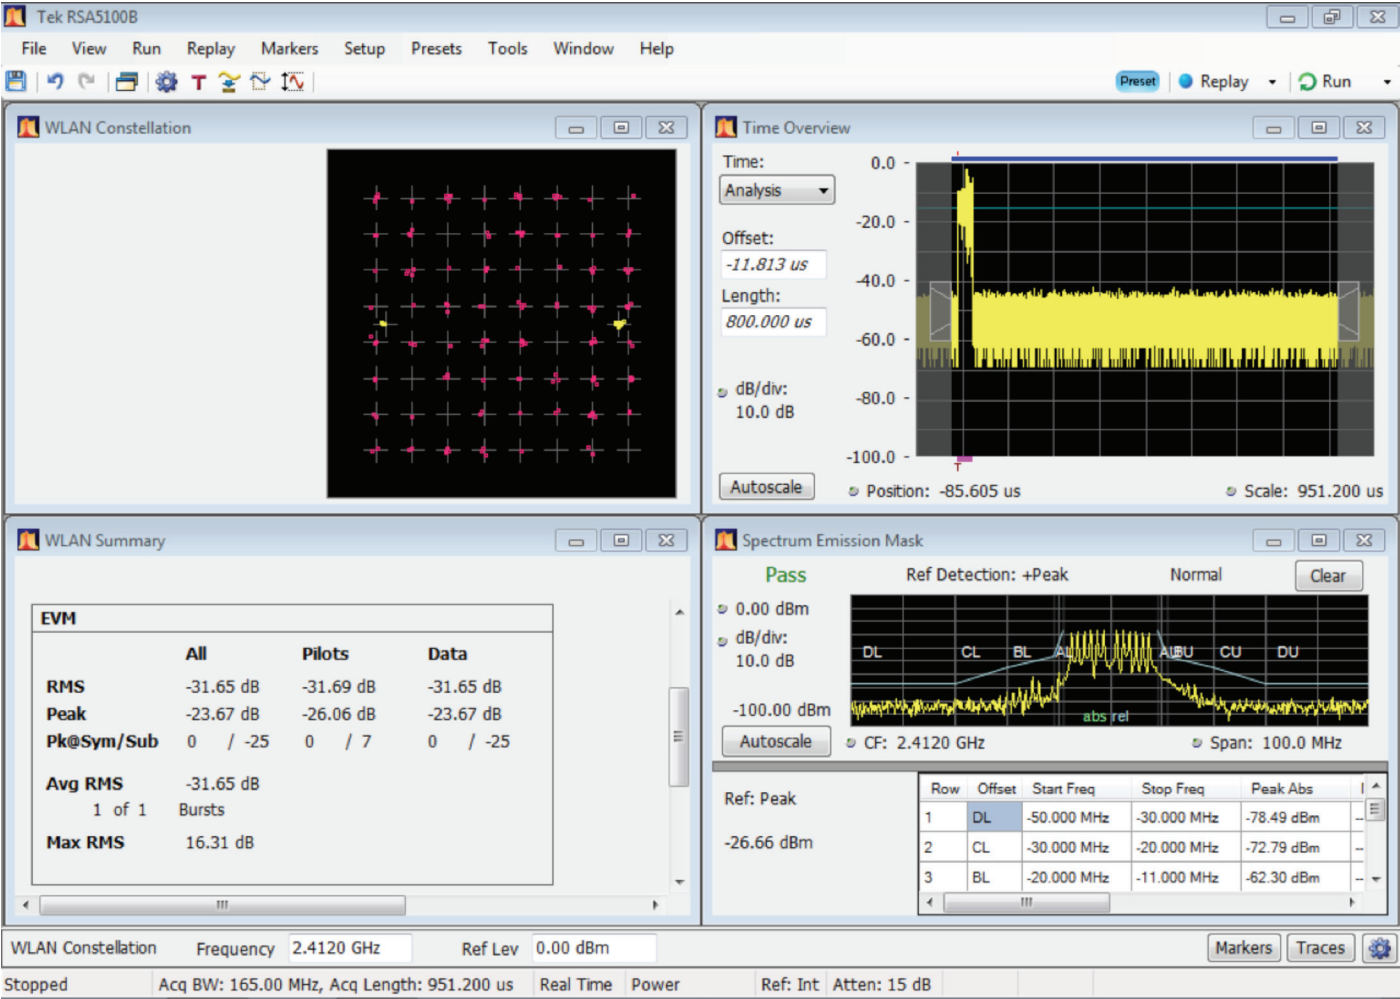 Tek RSA5100B
File View Run Replay Markers Setup Presets Tools Window Help
T Preset Replay Run
WLAN Constellation
Time Overview
Time:
Analysis
Offset:
-11.813 us
Length:
800.000 us
dB/div:
10.0 dB
Autoscale
0.0
-20.0
-40.0
-60.0
-80.0
-100.0
T
Position: -85.605 us Scale: 951.200 us
WLAN Summary
EVM
All Pilots Data
RMS -31.65 dB -31.69 dB -31.65 dB
Peak -23.67 dB -26.06 dB -23.67 dB
Pk@Sym/Sub 0 / -25 0 / 7 0 / -25
Avg RMS -31.65 dB
1 of 1 Bursts
Max RMS 16.31 dB
Spectrum Emission Mask
Pass Ref Detection: +Peak Normal Clear
0.00 dBm
dB/div:
10.0 dB
-100.00 dBm
Autoscale
DL CL BL BU CU DU
abs rel
CF: 2.4120 GHz Span: 100.0 MHz
Ref: Peak
-26.66 dBm
Row Offset Start Freq Stop Freq Peak Abs
1 DL -50.000 MHz -30.000 MHz -78.49 dBm --
2 CL -30.000 MHz -20.000 MHz -72.79 dBm --
3 BL -20.000 MHz -11.000 MHz -62.30 dBm --
WLAN Constellation Frequency 2.4120 GHz Ref Lev 0.00 dBm Markers Traces
Stopped Acq BW: 165.00 MHz, Acq Length: 951.200 us Real Time Power Ref: Int Atten: 15 dB